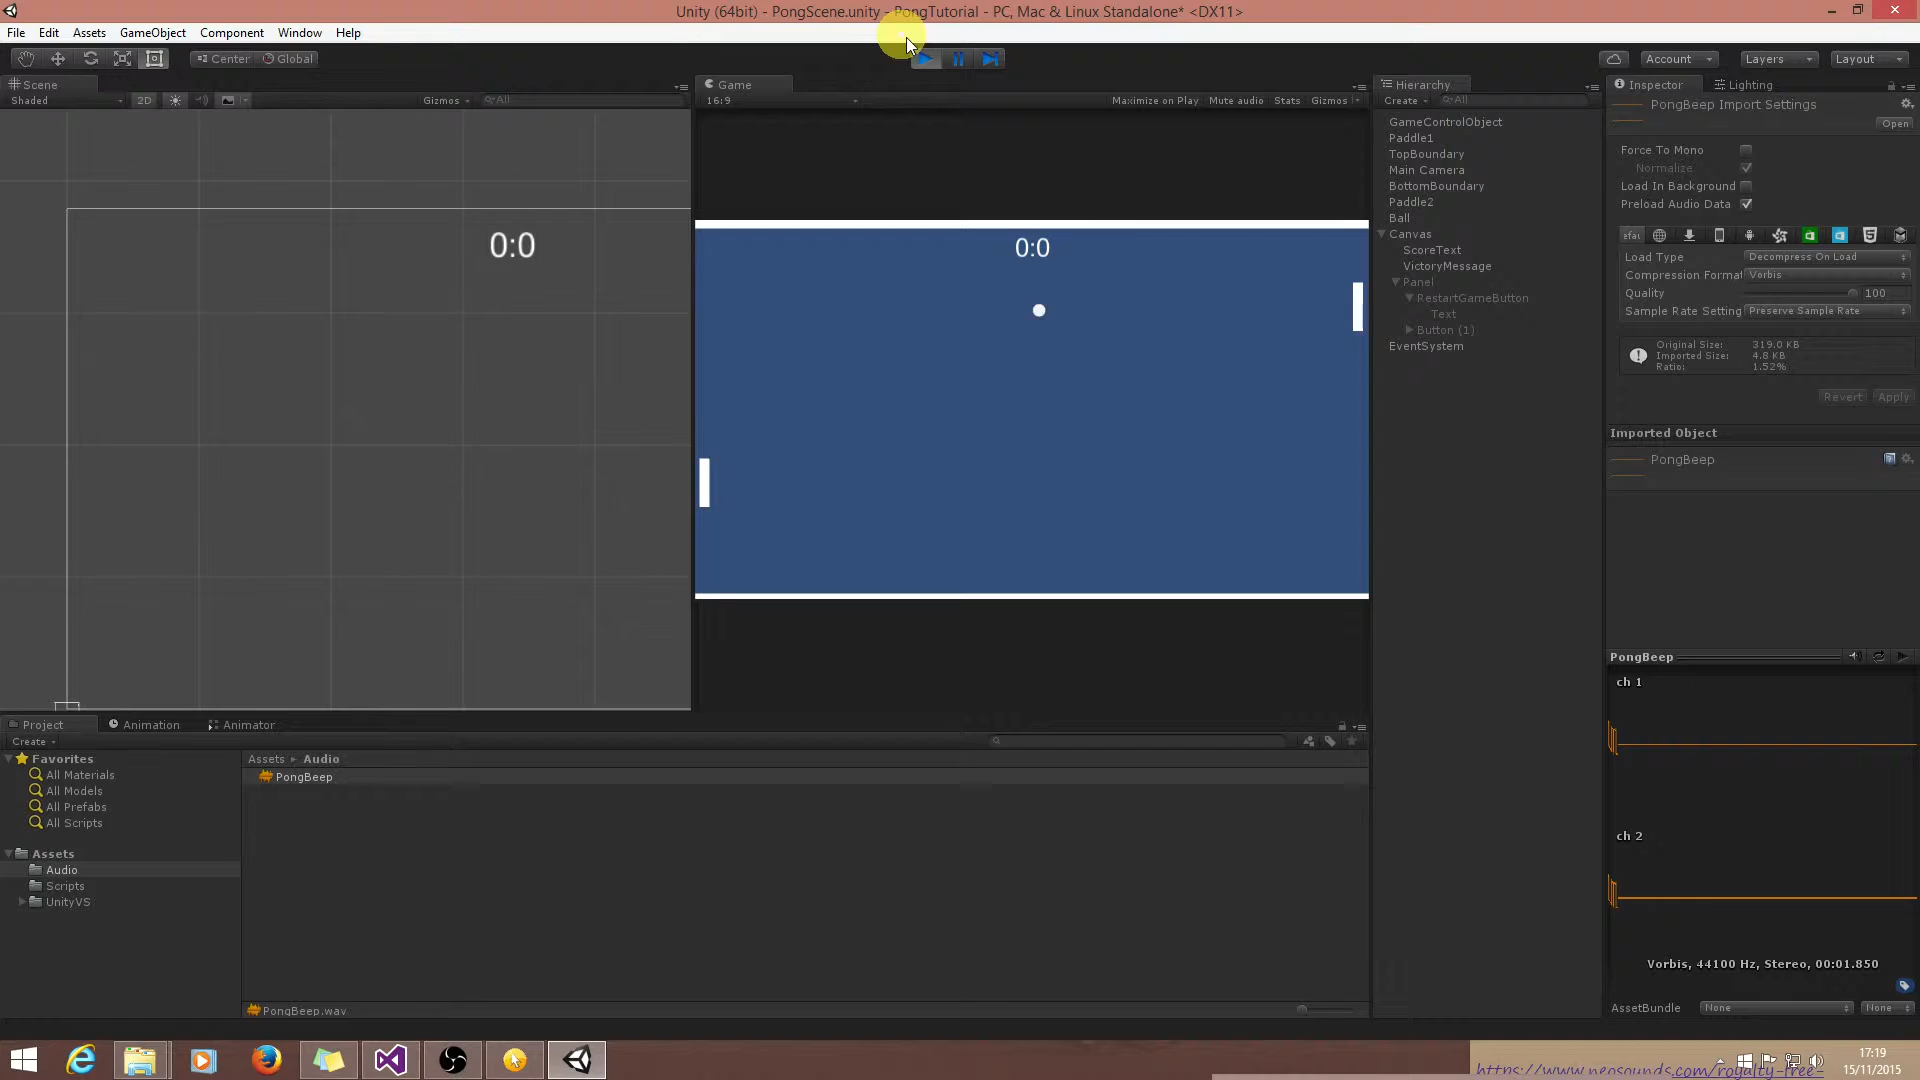 Unity (64bit) - PongScene.unity - PongTutorial - PC, Mac & Linux Standalone* <DX11>
File Edit Assets GameObject Component Window Help
Center Global Account Layers Layout
Scene Game Hierarchy Inspector Lighting
Shaded 2D Gizmos All 16:9 Maximize on Play Mute audio Stats Gizmos Create All
PongBeep Import Settings
Open
GameControlObject
Paddle1
TopBoundary
Main Camera
BottomBoundary
Paddle2
Ball
Canvas
ScoreText
VictoryMessage
Panel
RestartGameButton
Text
Button (1)
EventSystem
0:0
0:0
Force To Mono
Normalize
Load In Background
Preload Audio Data
efau
Load Type Decompress On Load
Compression Format Vorbis
Quality 100
Sample Rate Setting Preserve Sample Rate
Original Size: 319.0 KB
Imported Size: 4.8 KB
Ratio: 1.52%
Revert Apply
Imported Object
PongBeep
PongBeep
ch 1
ch 2
Vorbis, 44100 Hz, Stereo, 00:01.850
AssetBundle None None
Project Animation Animator
Create
Favorites
All Materials
All Models
All Prefabs
All Scripts
Assets
Audio
Scripts
UnityVS
Assets Audio
PongBeep
PongBeep.wav
https://www.neosounds.com/royalty-free-
17:19
15/11/2015